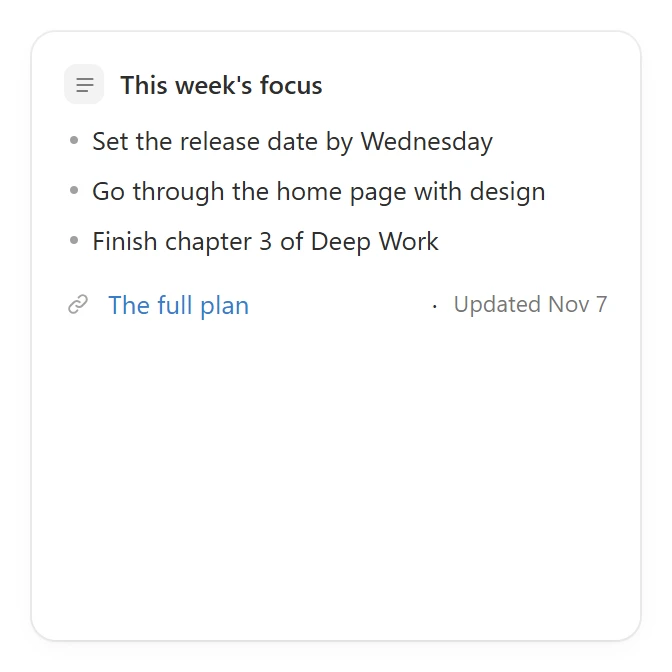 This week's focus
• Set the release date by Wednesday
• Go through the home page with design
• Finish chapter 3 of Deep Work
The full plan · Updated Nov 7